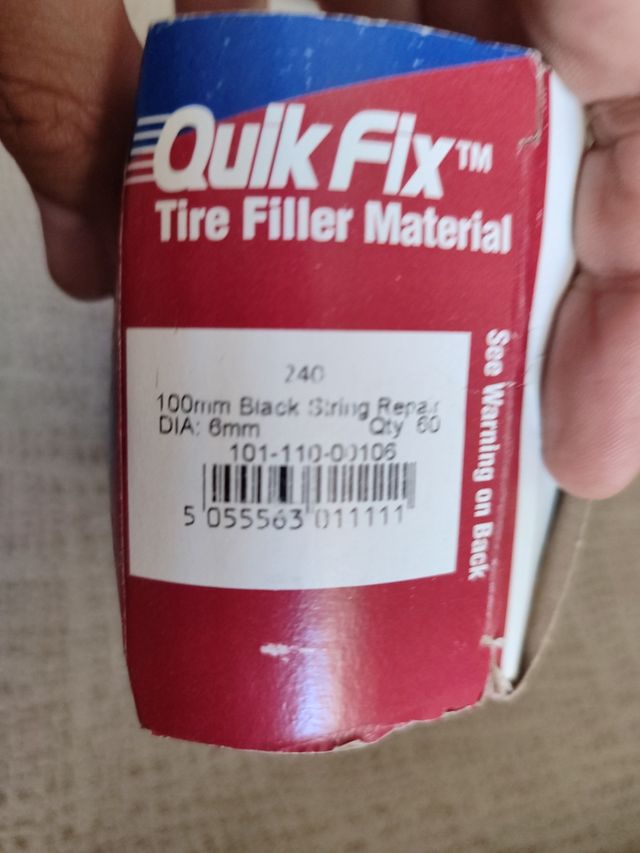 Quik Fix™
Tire Filler Material
240
100mm Black String Repair
DIA: 6mm Qty 60
101-110-00106
5 055563 011111
See Warning on Back